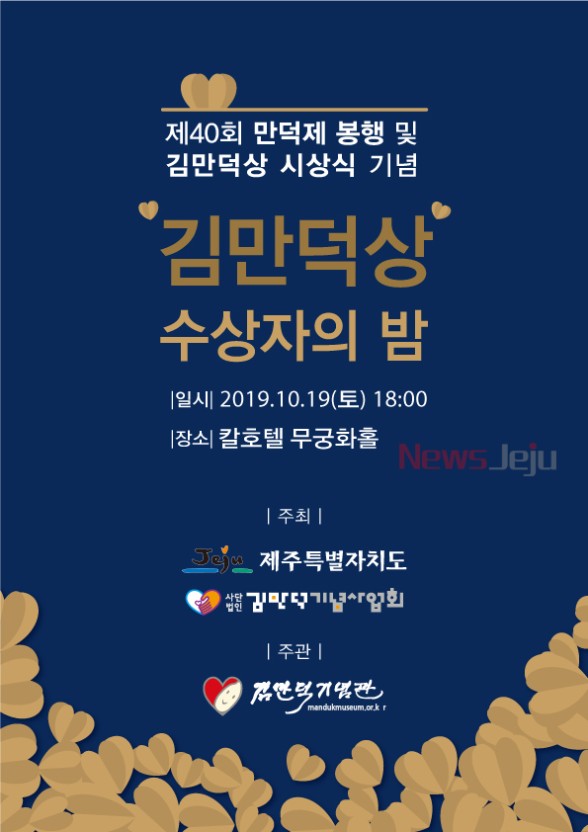 제40회 만덕제 봉행 및
김만덕상 시상식 기념
김만덕상
수상자의 밤
|일시| 2019.10.19(토) 18:00
|장소| 칼호텔 무궁화홀
News Jeju
| 주최 |
Jeju 제주특별자치도
사단법인 김만덕기념사업회
| 주관 |
김만덕기념관
mandukmuseum.or.k r